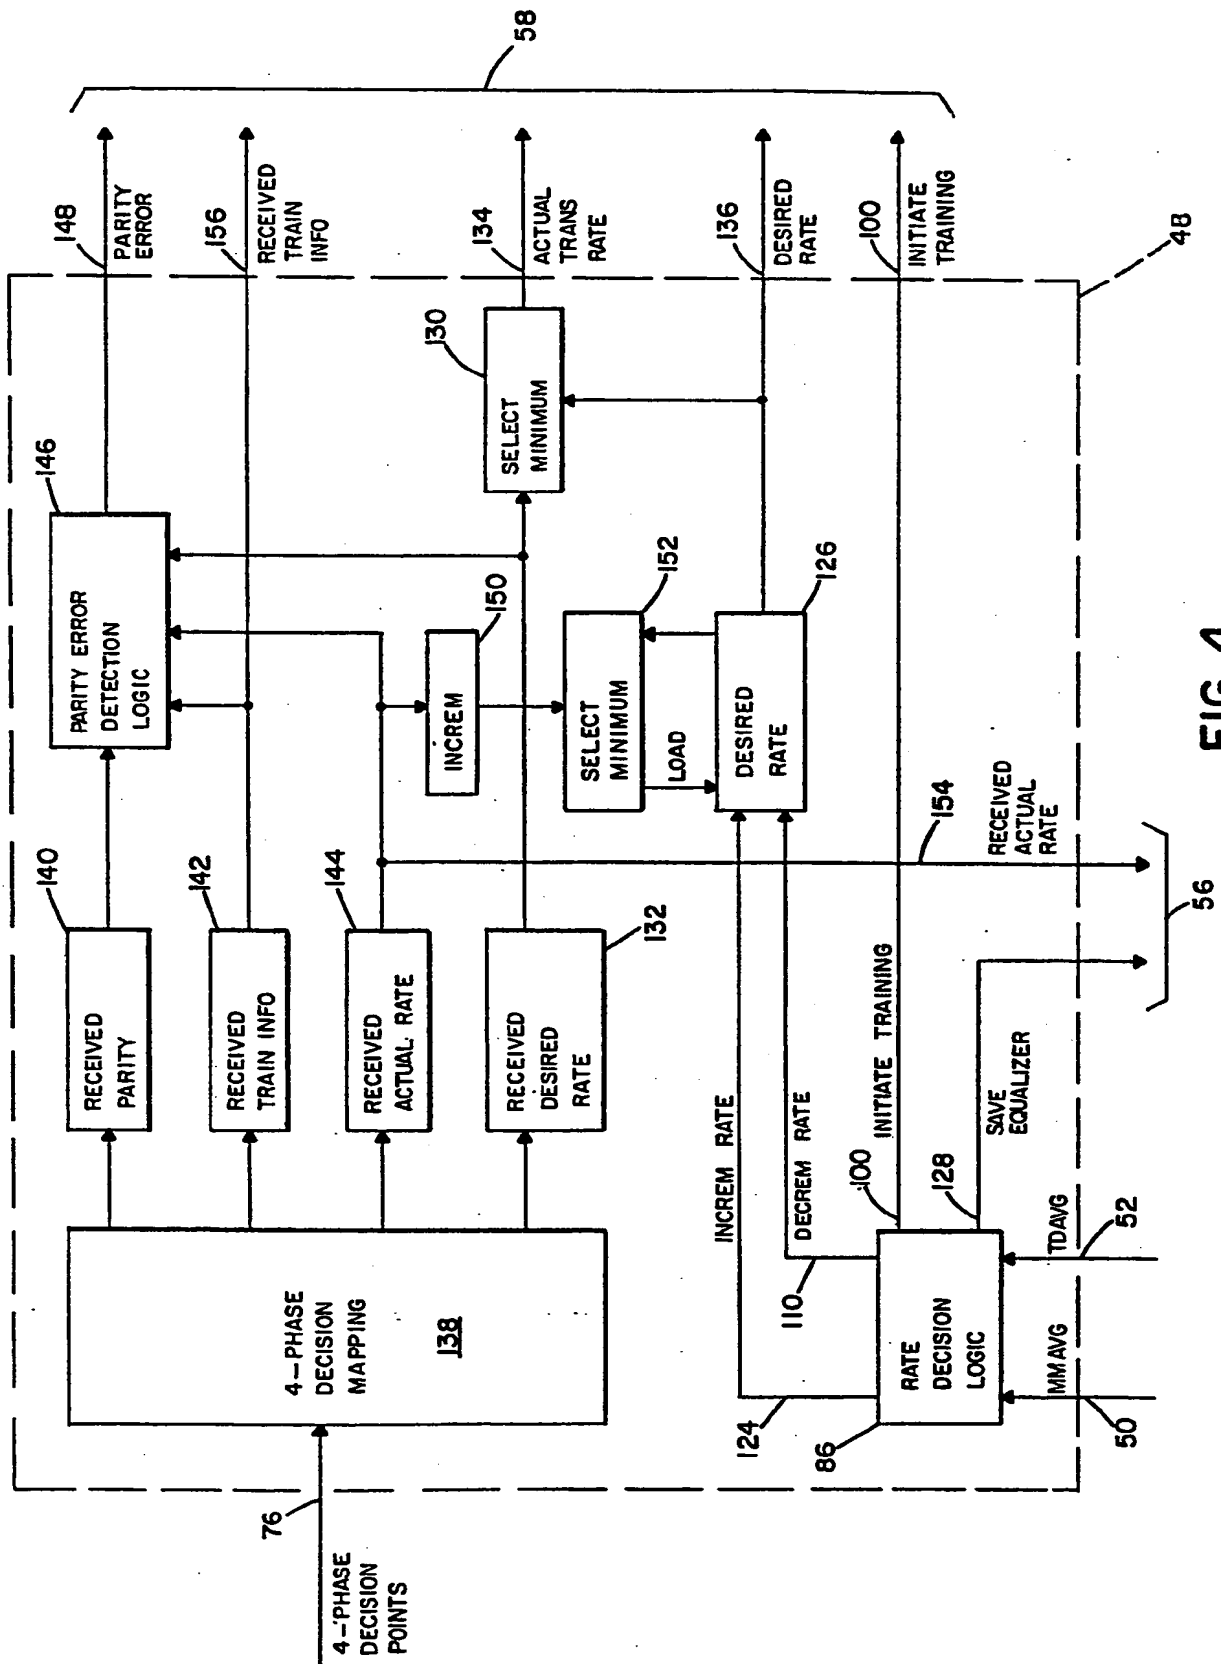 4-PHASE
DECISION
POINTS
76
4-PHASE
DECISION
MAPPING
138
RECEIVED
PARITY
140
RECEIVED
TRAIN INFO
142
RECEIVED
ACTUAL RATE
144
RECEIVED
DESIRED
RATE
132
PARITY ERROR
DETECTION
LOGIC
146
INCREM
150
SELECT
MINIMUM
152
LOAD
DESIRED
RATE
126
SELECT
MINIMUM
130
148
PARITY
ERROR
156
RECEIVED
TRAIN
INFO
134
ACTUAL
TRANS
RATE
136
DESIRED
RATE
100
INITIATE
TRAINING
58
48
RATE
DECISION
LOGIC
86
124
INCREM RATE
110
DECREM RATE
100
INITIATE TRAINING
128
SAVE
EQUALIZER
154
RECEIVED
ACTUAL
RATE
56
MMAVG
50
TDAVG
52
FIG 4